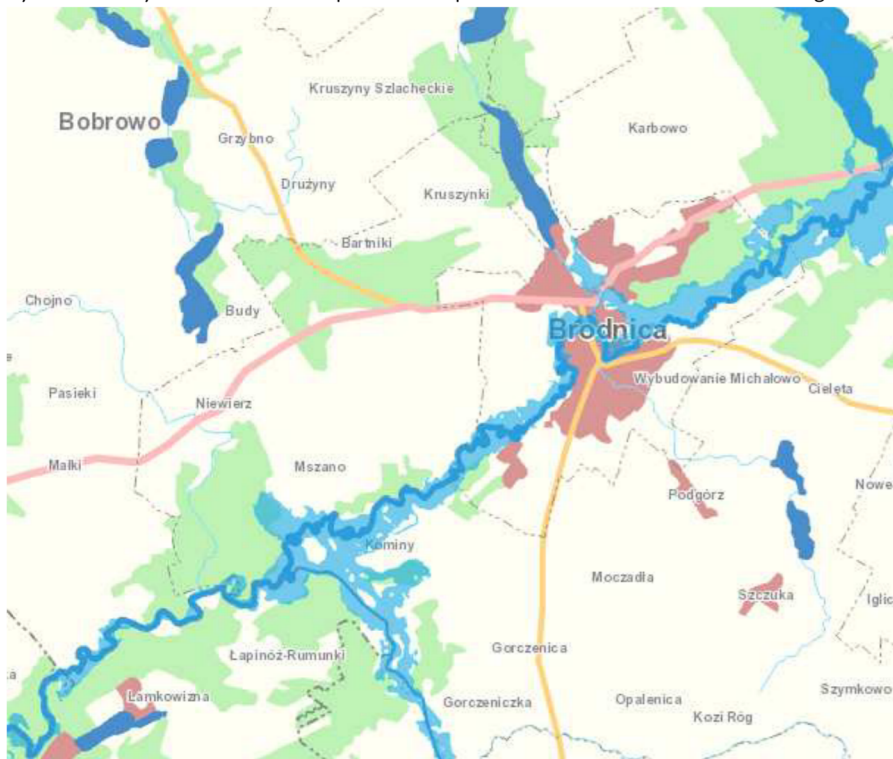 Kruszyny Szlacheckie
Bobrowo
Grzybno
Karbowo
Drużyny
Kruszynki
Bartniki
Chojno
Budy
Brodnica
Pasieki
Niewierz
Wybudowanie Michałowo
Cieleta
Małki
Mszano
Podgórz
Nowe
Kominy
Moczadła
Szczuka
Iglic
Łapinóż-Rumunki
Gorczenica
Łamkowizna
Gorczeniczka
Opalenica
Szymkowo
Kozi Róg